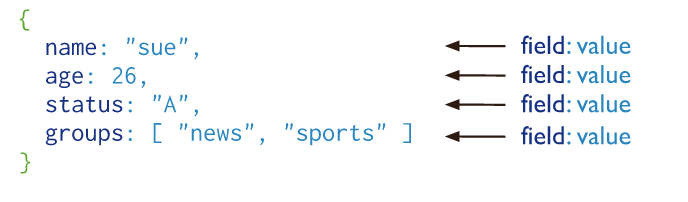 {
name: "sue", field: value
age: 26, field: value
status: "A", field: value
groups: [ "news", "sports" ] field: value
}